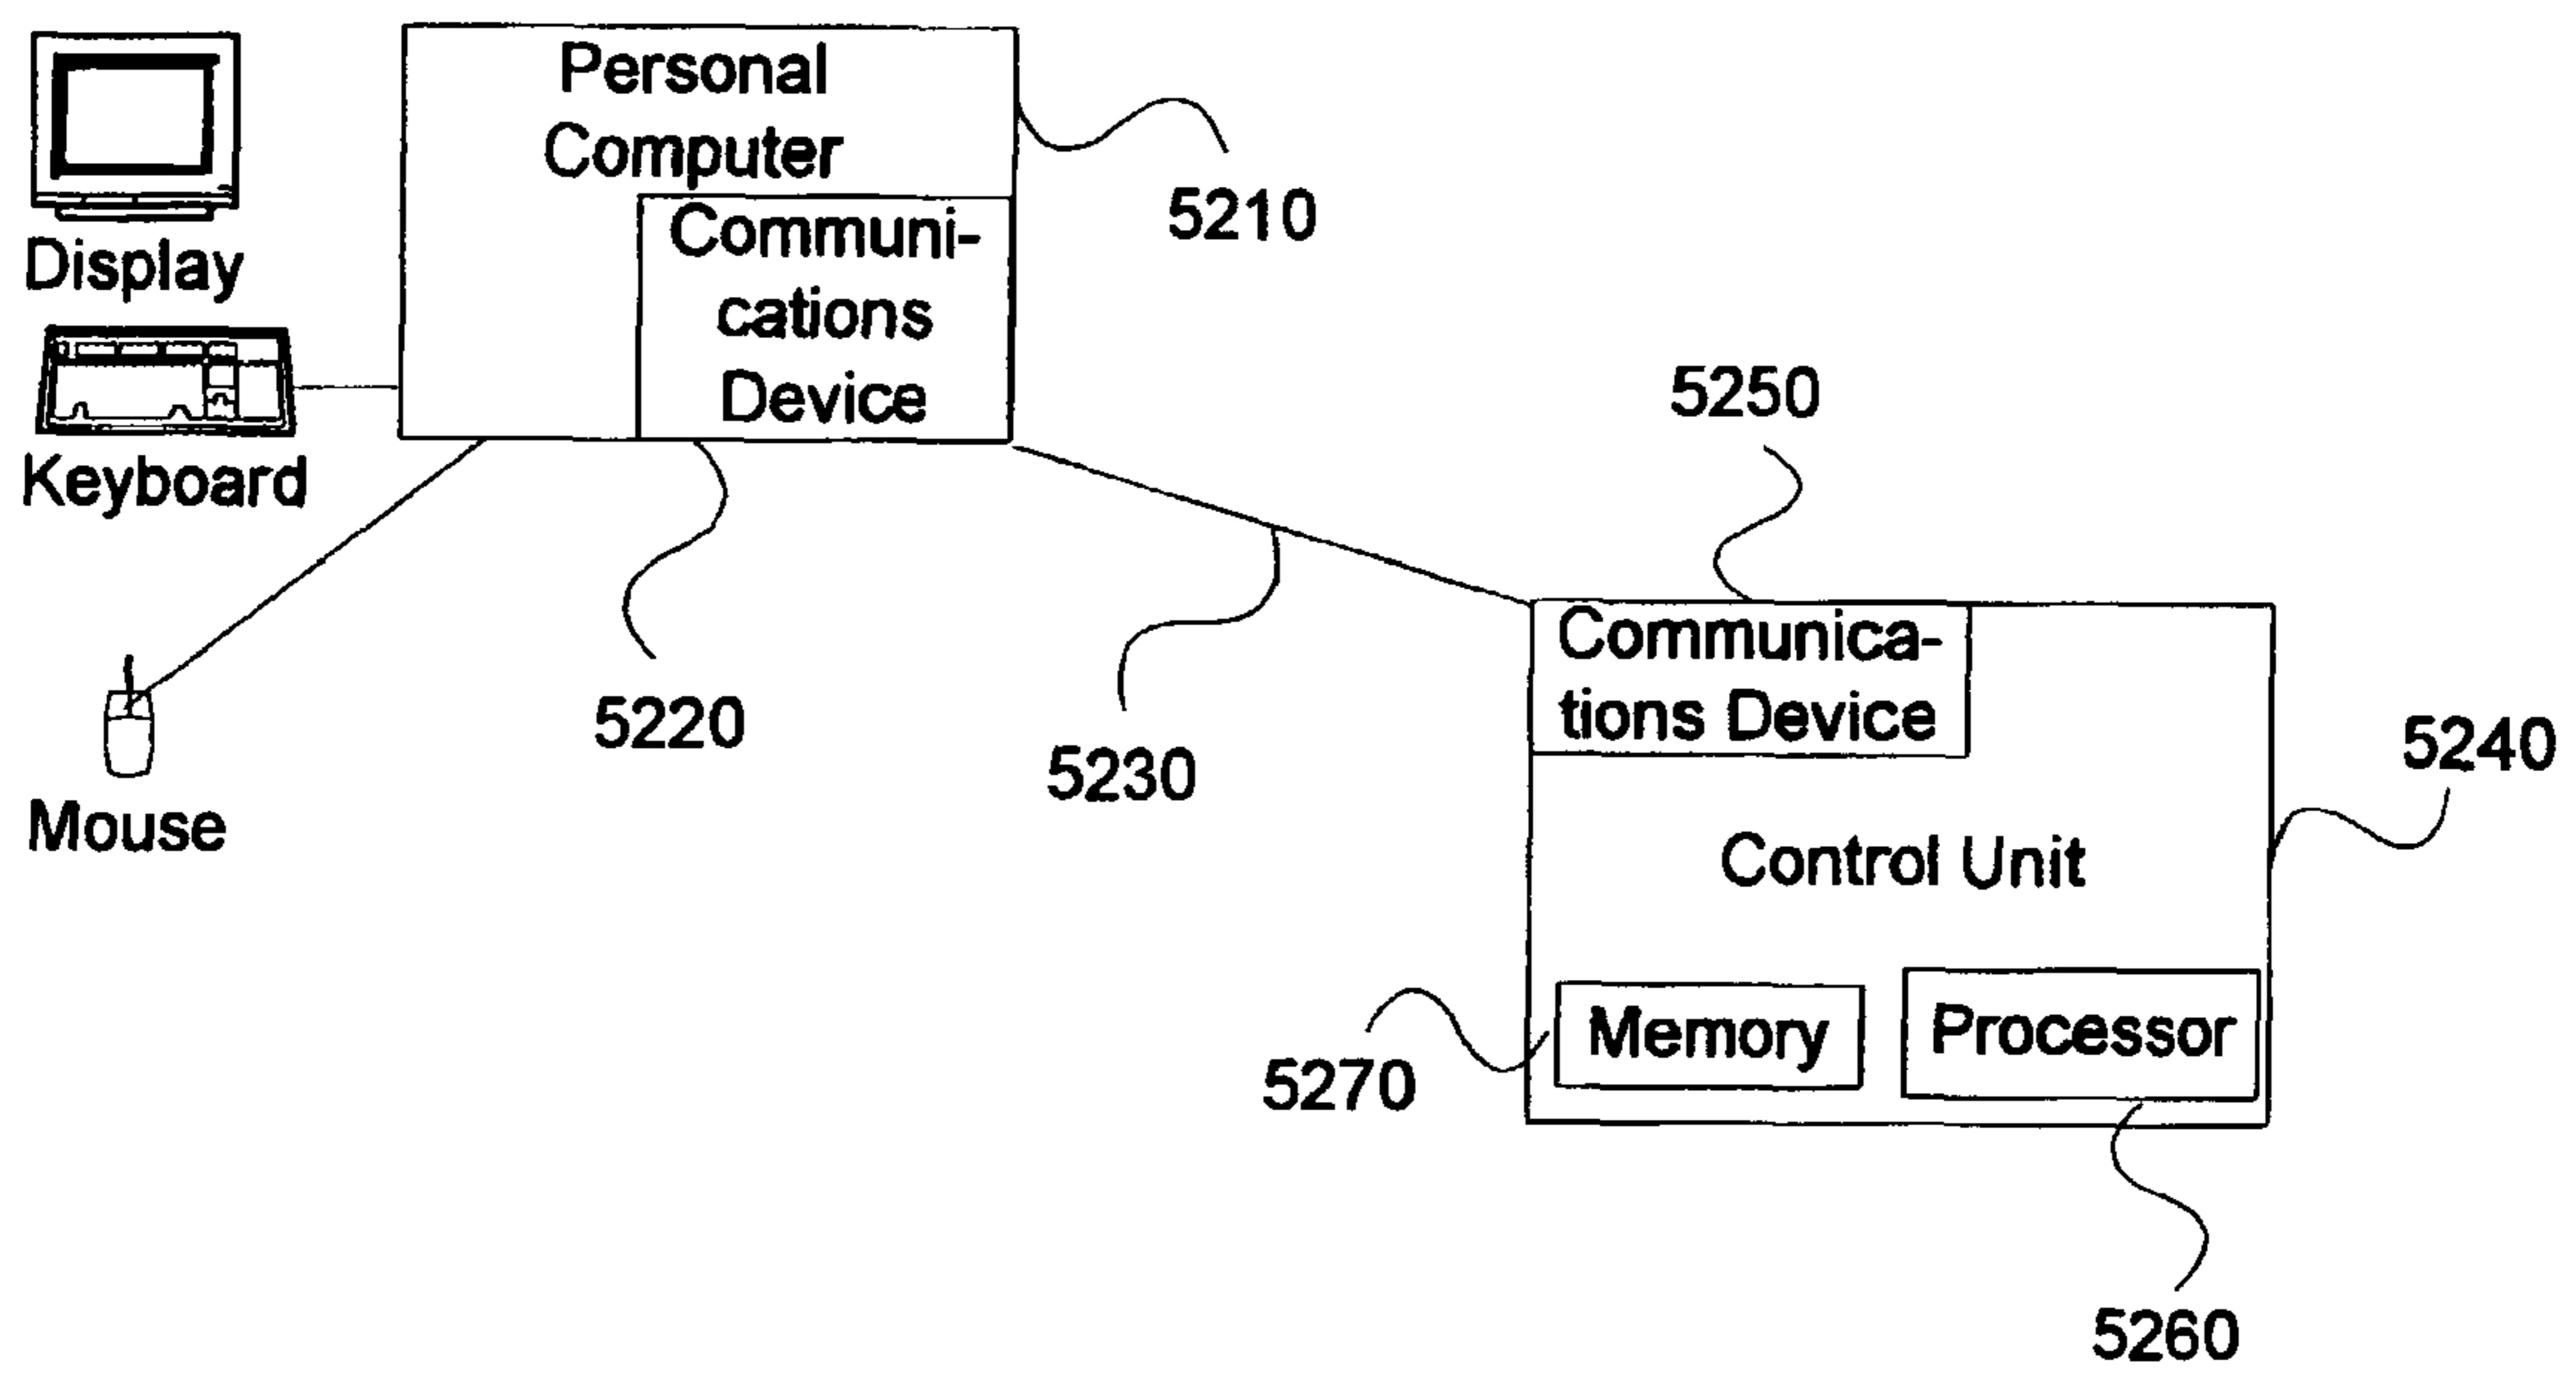 Personal
Computer
Communi-
cations
Device
5210
Display
Keyboard
Mouse
5220
5230
5250
Communica-
tions Device
5240
Control Unit
Memory
Processor
5270
5260